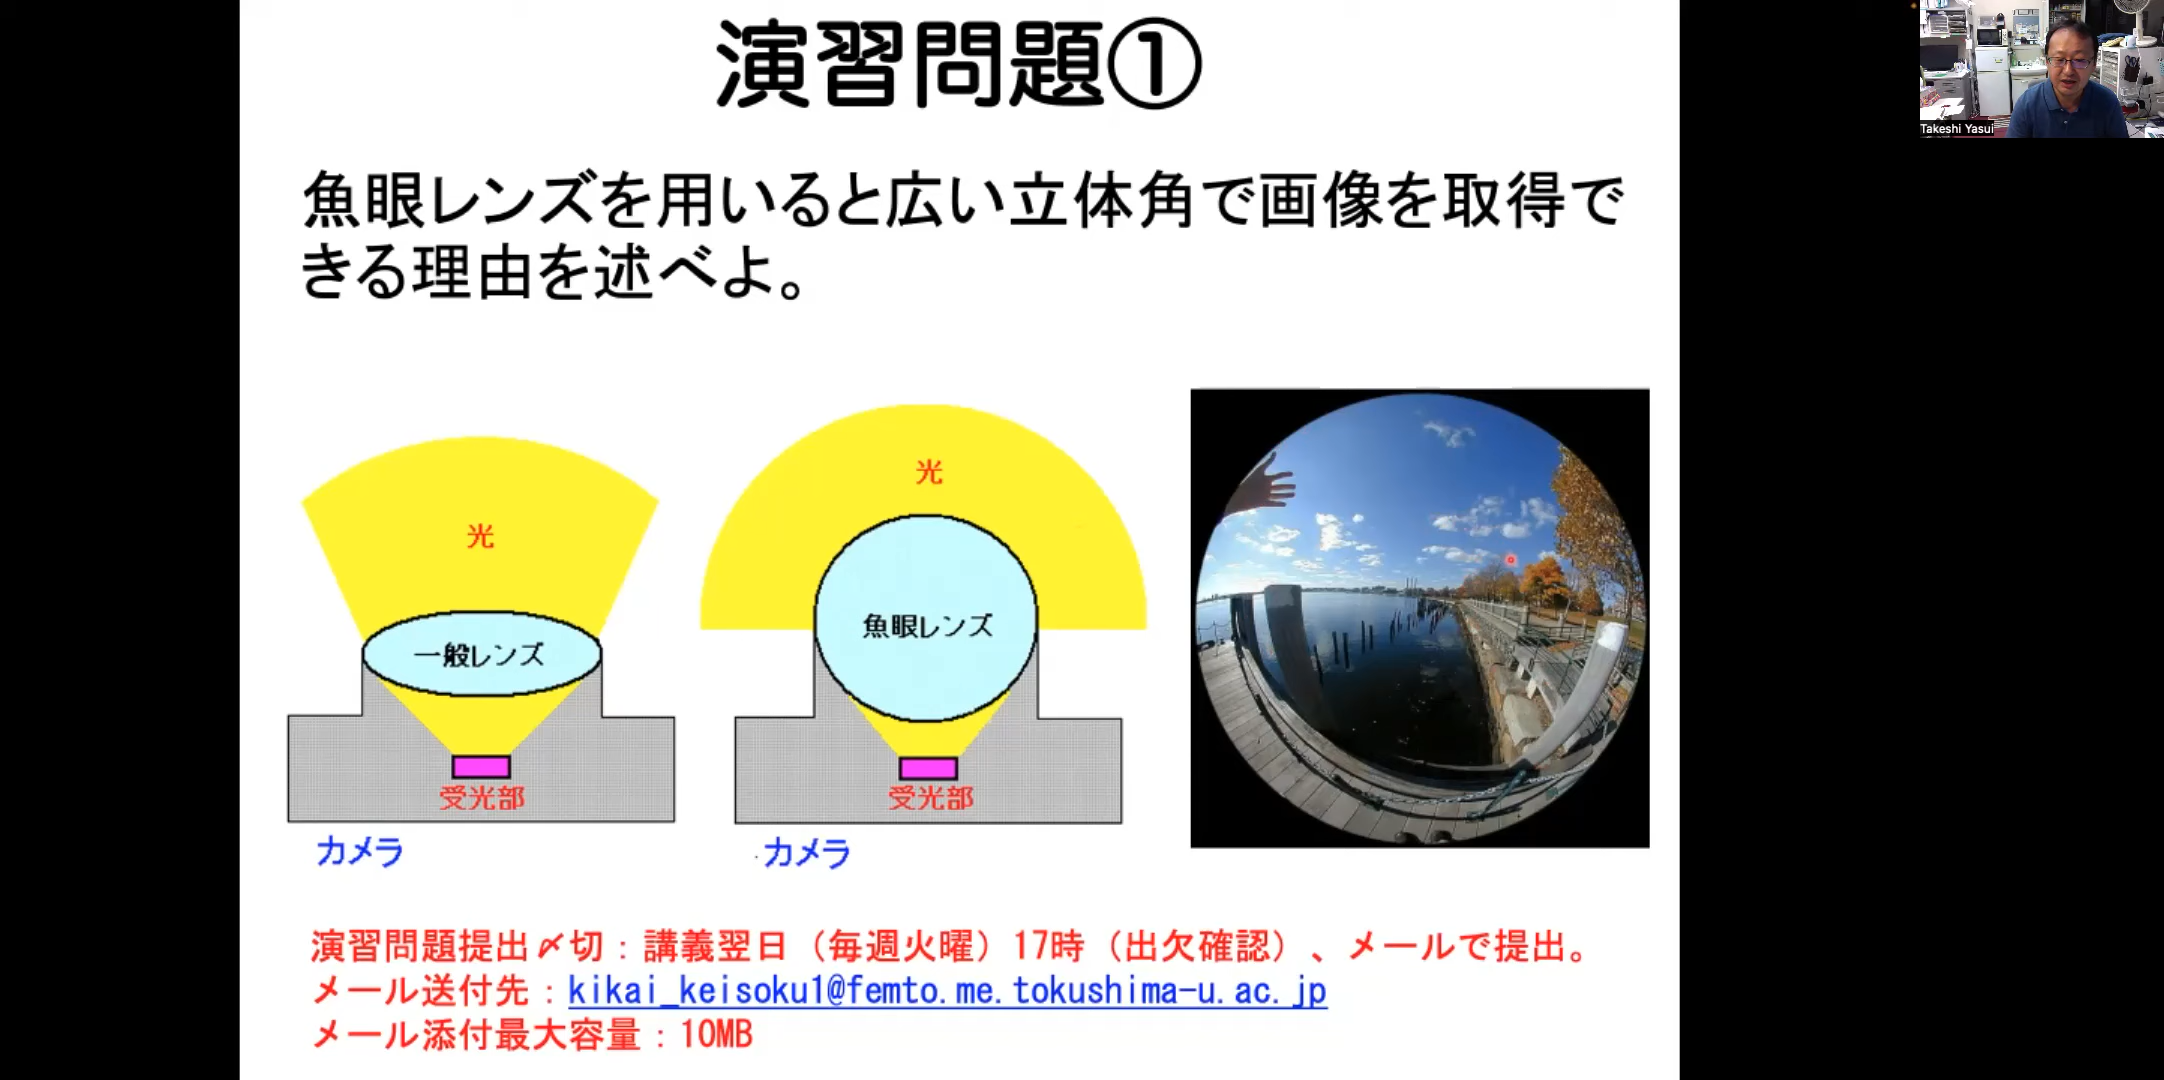 演習問題①
Takeshi Yasui
魚眼レンズを用いると広い立体角で画像を取得で
きる理由を述べよ。
光
一般レンズ
受光部
カメラ
光
魚眼レンズ
受光部
カメラ
演習問題提出〆切：講義翌日（毎週火曜）17時（出欠確認）、メールで提出。
メール送付先：kikai_keisoku1@femto.me.tokushima-u.ac.jp
メール添付最大容量：10MB